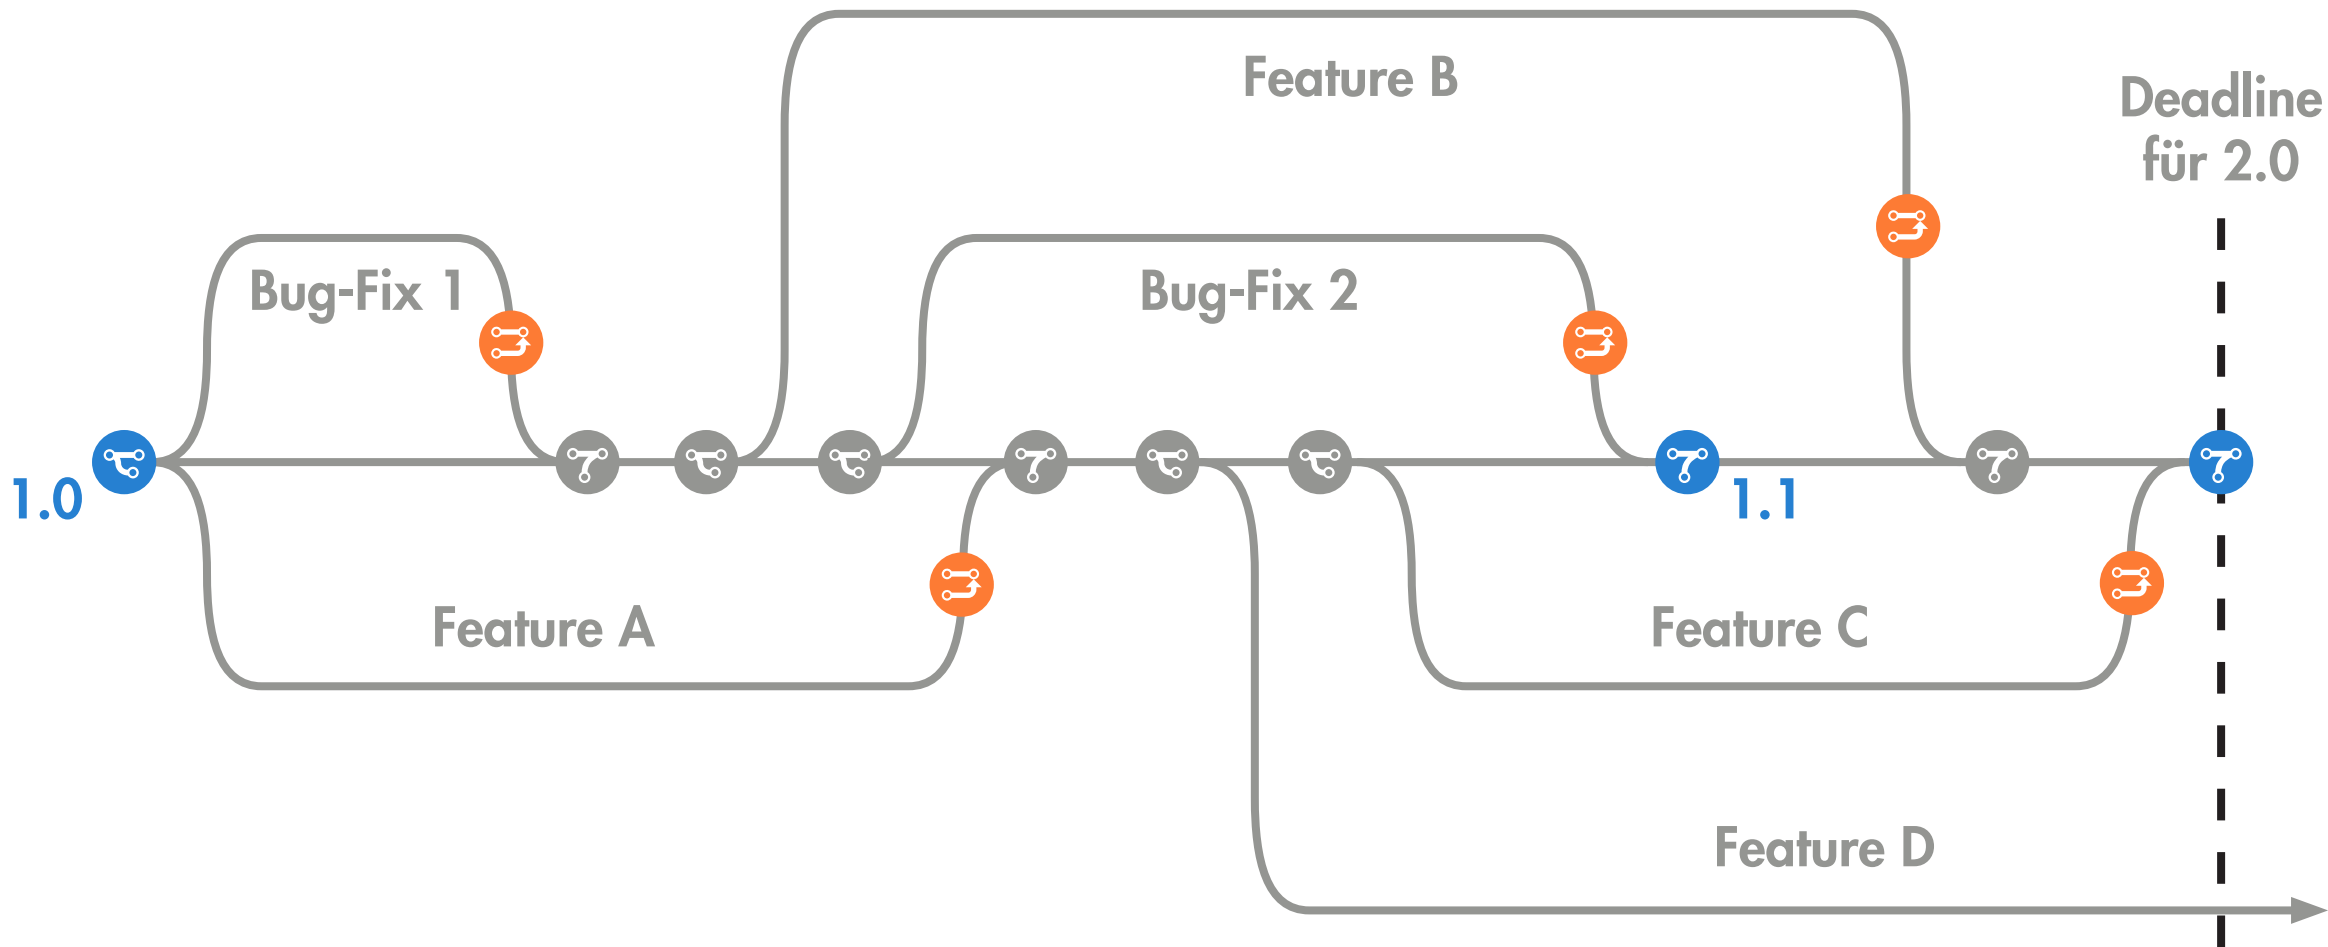 Feature B
Deadline
für 2.0
Bug-Fix 1
Bug-Fix 2
1.0
1.1
Feature A
Feature C
Feature D